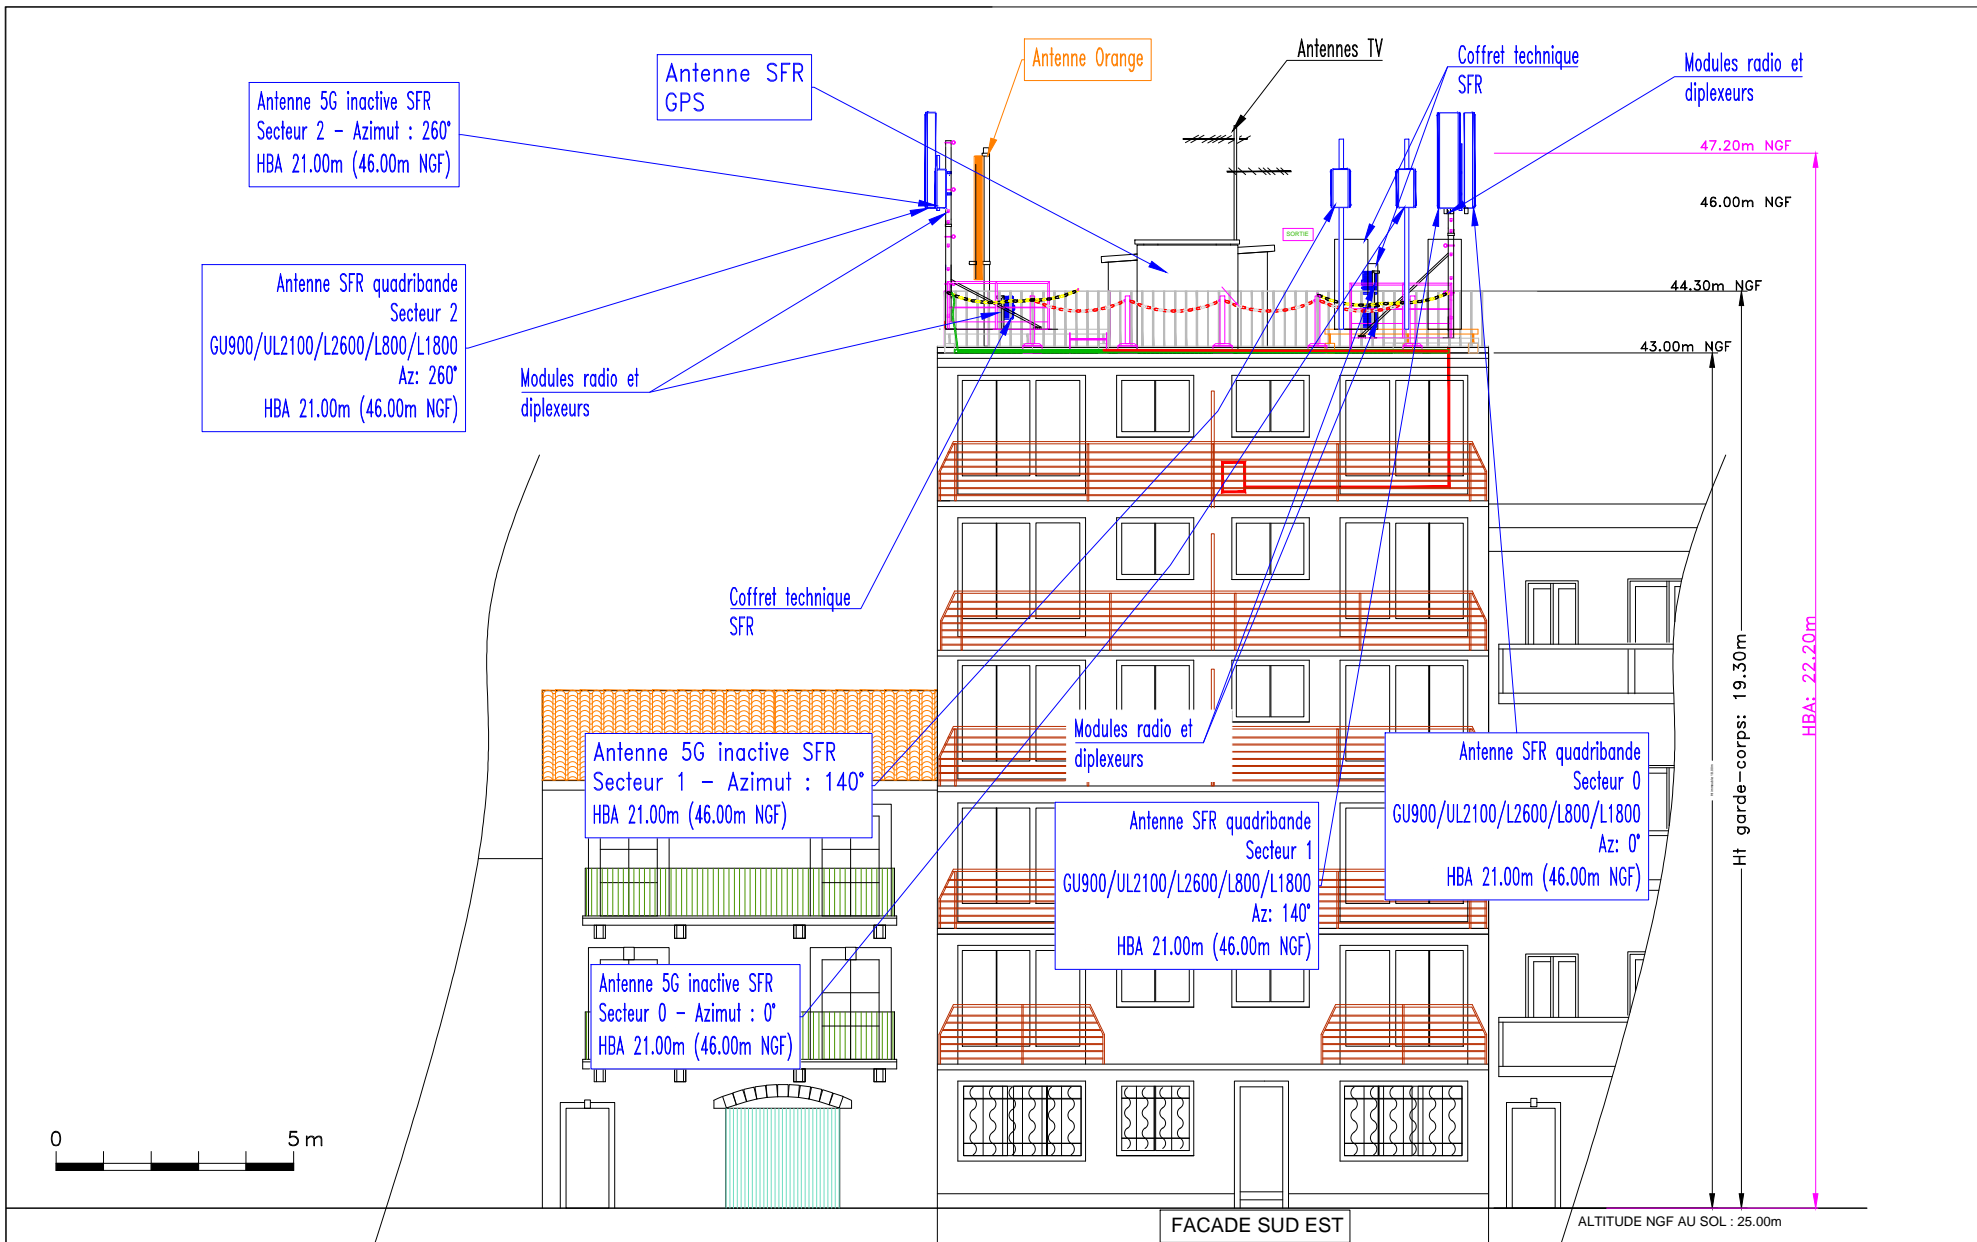 Antenne 5G inactive SFR
Secteur 2 - Azimut : 260°
HBA 21.00m (46.00m NGF)
Antenne SFR
GPS
Antenne Orange
Antennes TV
Coffret technique
SFR
Modules radio et
diplexeurs
47.20m NGF
46.00m NGF
SORTIE
44.30m NGF
43.00m NGF
Antenne SFR quadribande
Secteur 2
GU900/UL2100/L2600/L800/L1800
Az: 260°
HBA 21.00m (46.00m NGF)
Modules radio et
diplexeurs
Coffret technique
SFR
Antenne 5G inactive SFR
Secteur 1 - Azimut : 140°
HBA 21.00m (46.00m NGF)
Modules radio et
diplexeurs
Antenne SFR quadribande
Secteur 0
GU900/UL2100/L2600/L800/L1800
Az: 0°
HBA 21.00m (46.00m NGF)
Antenne SFR quadribande
Secteur 1
GU900/UL2100/L2600/L800/L1800
Az: 140°
HBA 21.00m (46.00m NGF)
Antenne 5G inactive SFR
Secteur 0 - Azimut : 0°
HBA 21.00m (46.00m NGF)
Ht garde-corps: 19.30m
HBA: 22.20m
0 5 m
FACADE SUD EST
ALTITUDE NGF AU SOL : 25.00m